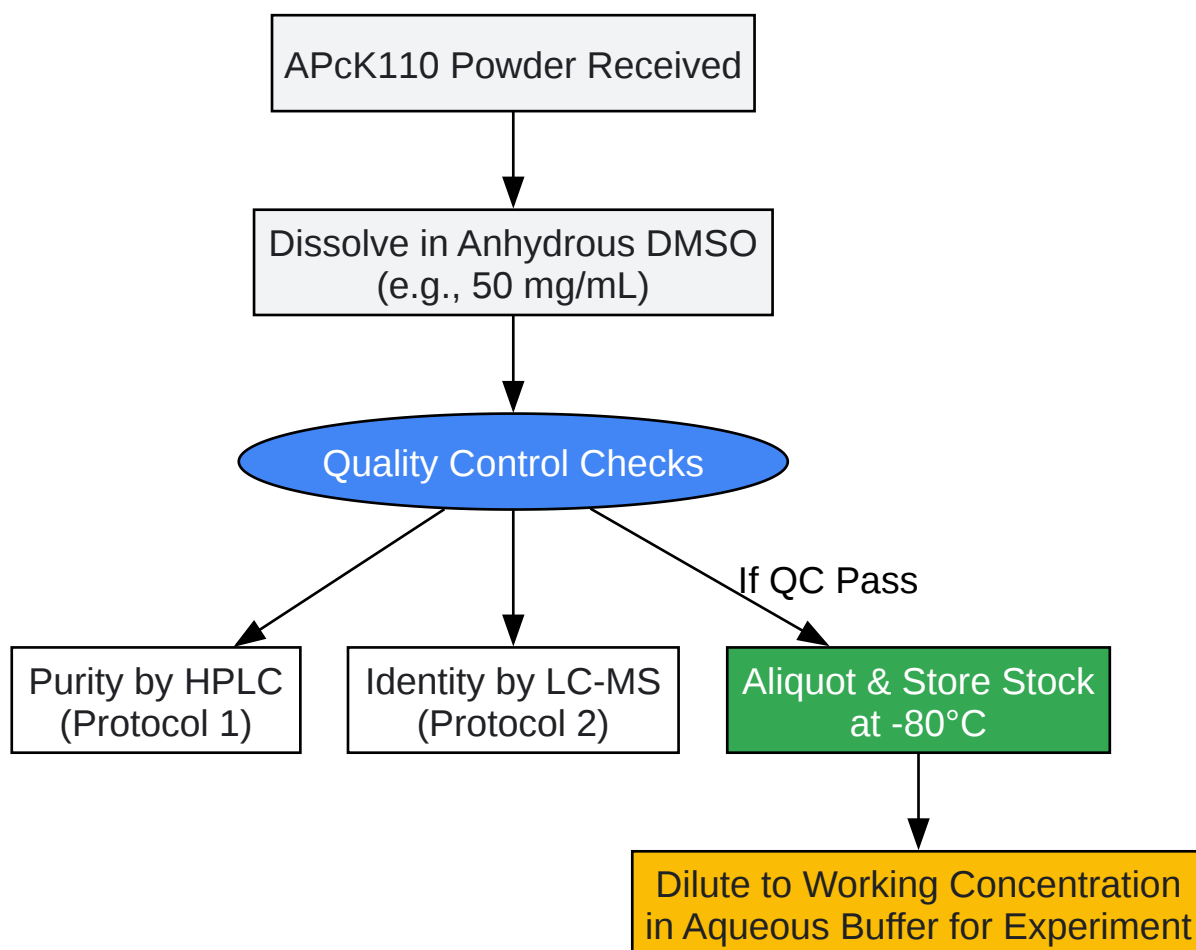 APcK110 Powder Received
Dissolve in Anhydrous DMSO
(e.g., 50 mg/mL)
Quality Control Checks
If QC Pass
Purity by HPLC
(Protocol 1)
Identity by LC-MS
(Protocol 2)
Aliquot & Store Stock
at -80°C
Dilute to Working Concentration
in Aqueous Buffer for Experiment